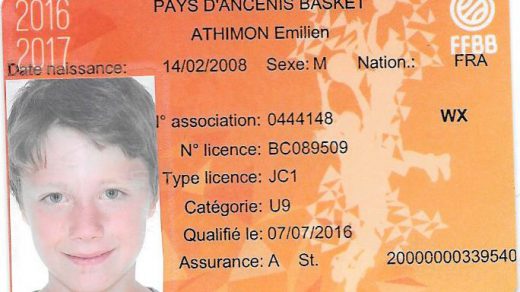 2016
2017
PAYS D'ANCENIS BASKET
ATHIMON Emilien
FFBB
Date naissance: 14/02/2008 Sexe: M Nation.: FRA
N° association: 0444148 WX
N° licence: BC089509
Type licence: JC1
Catégorie: U9
Qualifié le: 07/07/2016
Assurance: A St. 20000000339540